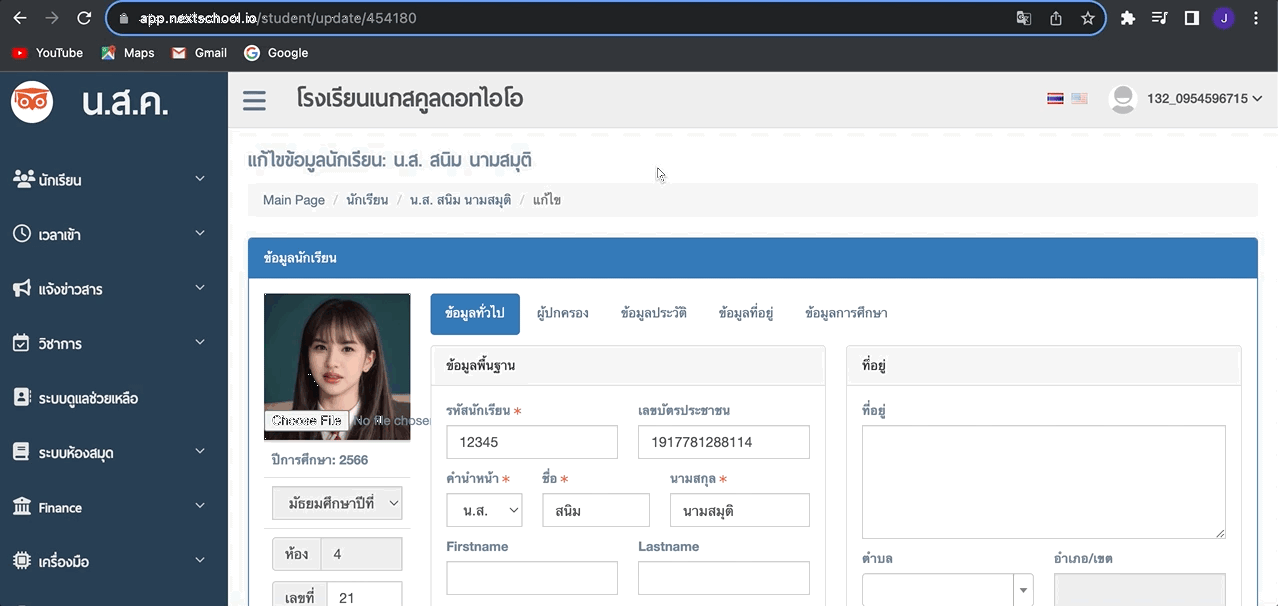 app.nextschool.io/student/update/454180
J
YouTube Maps Gmail Google
น.ส.ค.
โรงเรียนเนกสคูลดอทไอโอ
132_0954596715
แก้ไขข้อมูลนักเรียน: น.ส. สนิม นามสมุติ
Main Page / นักเรียน / น.ส. สนิม นามสมุติ / แก้ไข
นักเรียน
เวลาเข้า
แจ้งข่าวสาร
วิชาการ
ระบบดูแลช่วยเหลือ
ระบบห้องสมุด
Finance
เครื่องมือ
ข้อมูลนักเรียน
Choose File No file chosen
ปีการศึกษา: 2566
มัธยมศึกษาปีที่
ห้อง 4
เลขที่ 21
ข้อมูลทั่วไป ผู้ปกครอง ข้อมูลประวัติ ข้อมูลที่อยู่ ข้อมูลการศึกษา
ข้อมูลพื้นฐาน
รหัสนักเรียน * เลขบัตรประชาชน
12345 1917781288114
คำนำหน้า * ชื่อ * นามสกุล *
น.ส. สนิม นามสมุติ
Firstname Lastname
ที่อยู่
ที่อยู่
ตำบล อำเภอ/เขต